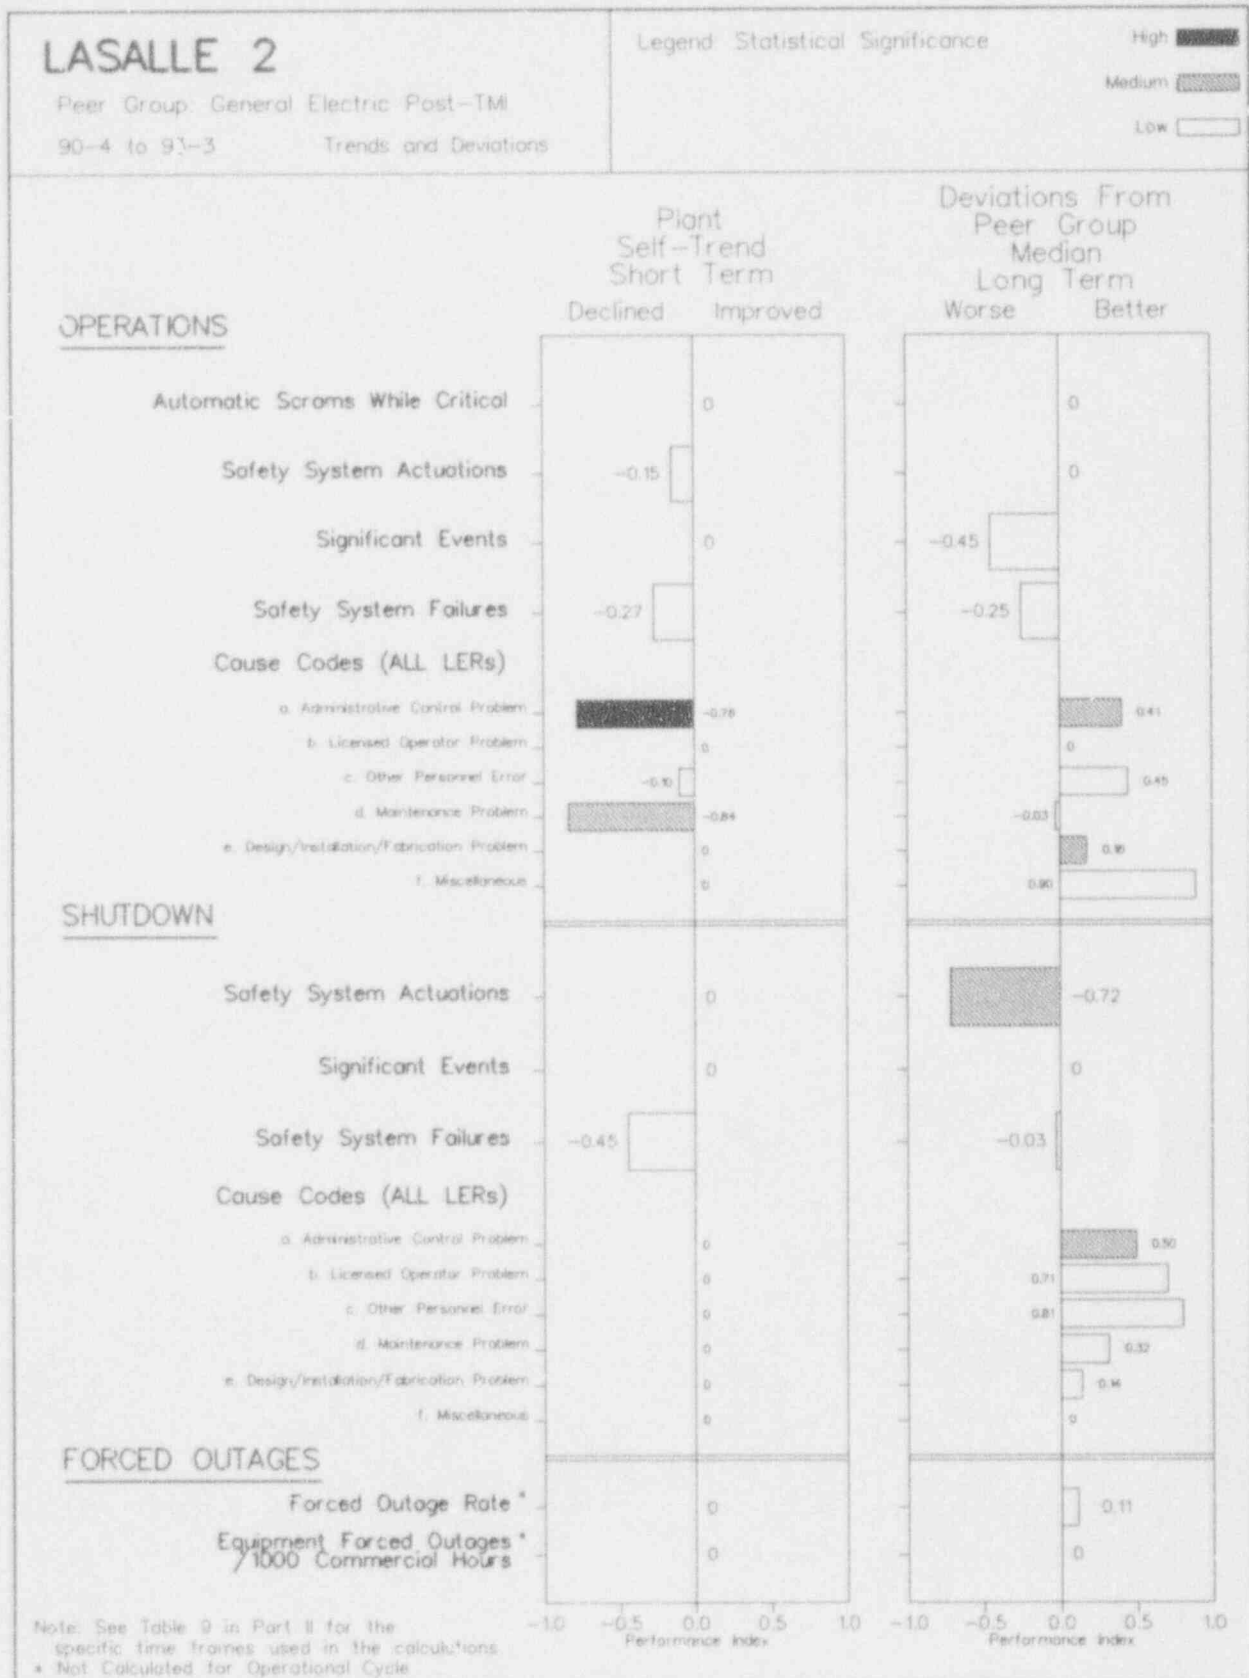 LASALLE 2
Peer Group: General Electric Post-TMI
90-4 to 93-3 Trends and Deviations
Legend: Statistical Significance
High
Medium
Low
Plant
Self-Trend
Short Term
Declined Improved
Deviations From
Peer Group
Median
Long Term
Worse Better
OPERATIONS
Automatic Scrams While Critical 0 0
Safety System Actuations -0.15 0
Significant Events 0 -0.45
Safety System Failures -0.27 -0.25
Cause Codes (ALL LERs)
a. Administrative Control Problem -0.78 0.41
b. Licensed Operator Problem 0 0
c. Other Personnel Error -0.10 0.45
d. Maintenance Problem -0.84 -0.03
e. Design/Installation/Fabrication Problem 0 0.18
f. Miscellaneous 0 0.90
SHUTDOWN
Safety System Actuations 0 -0.72
Significant Events 0 0
Safety System Failures -0.45 -0.03
Cause Codes (ALL LERs)
a. Administrative Control Problem 0 0.50
b. Licensed Operator Problem 0 0.71
c. Other Personnel Error 0 0.81
d. Maintenance Problem 0 0.32
e. Design/Installation/Fabrication Problem 0 0.14
f. Miscellaneous 0 0
FORCED OUTAGES
Forced Outage Rate * 0 0.11
Equipment Forced Outages *
/1000 Commercial Hours 0 0
-1.0 -0.5 0.0 0.5 1.0
Performance Index
-1.0 -0.5 0.0 0.5 1.0
Performance Index
Note: See Table 9 in Part II for the
specific time frames used in the calculations
* Not Calculated for Operational Cycle